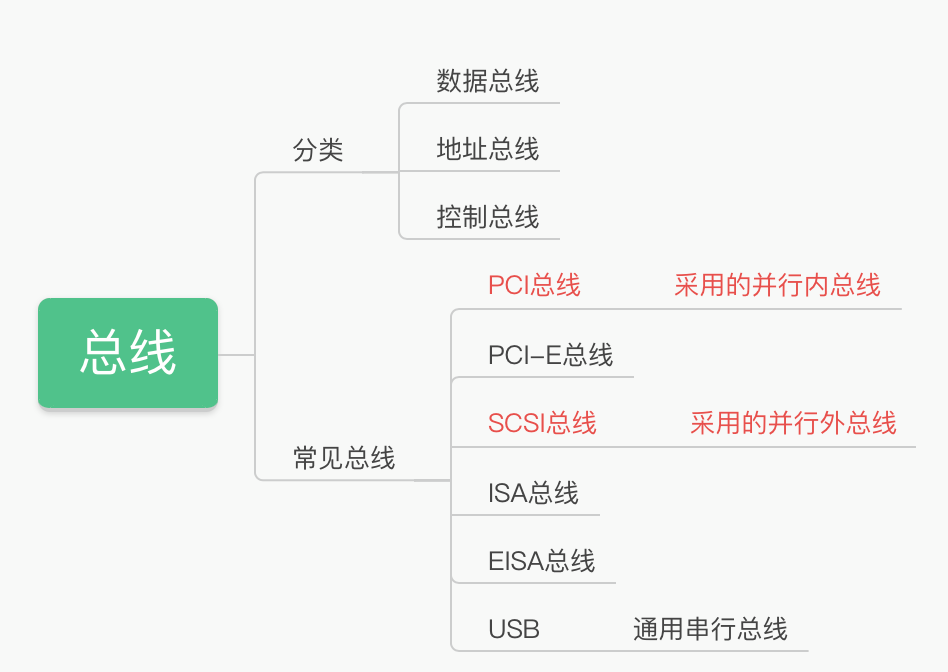 数据总线
分类
地址总线
控制总线
PCI总线 采用的并行内总线
总线
PCI-E总线
SCSI总线 采用的并行外总线
常见总线
ISA总线
EISA总线
USB 通用串行总线